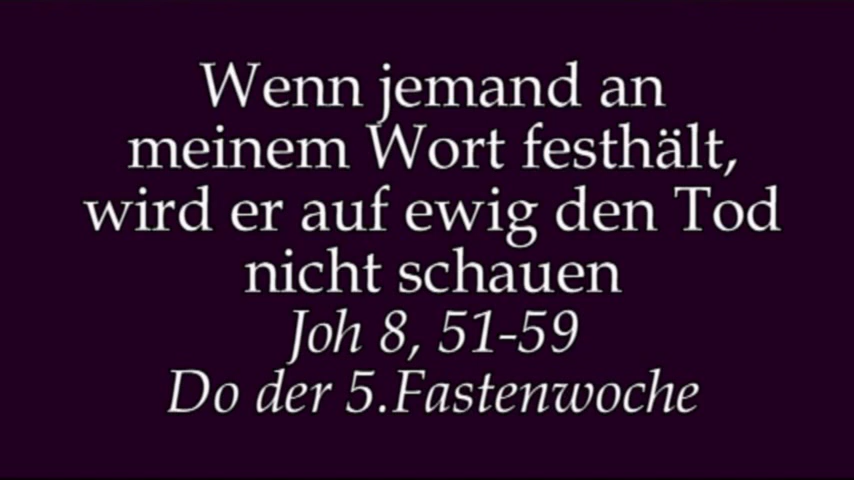 Wenn jemand an
meinem Wort festhält,
wird er auf ewig den Tod
nicht schauen
Joh 8, 51-59
Do der 5.Fastenwoche